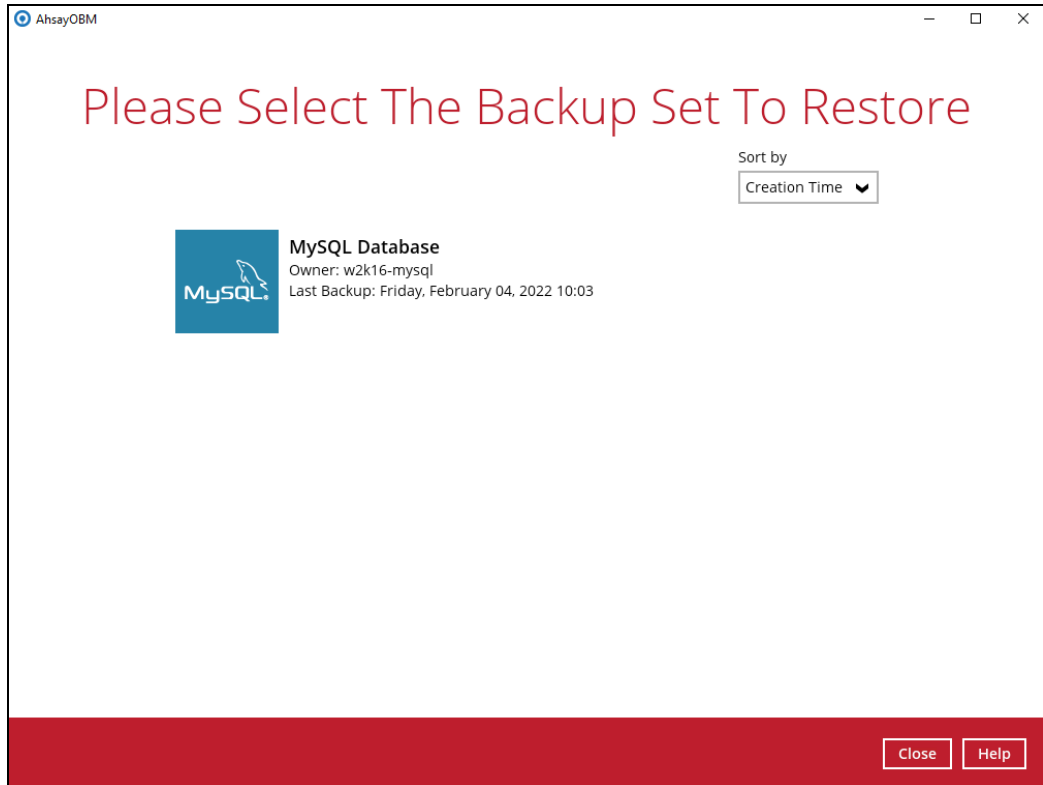 AhsayOBM
Please Select The Backup Set To Restore
Sort by
Creation Time
MySQL®
MySQL Database
Owner: w2k16-mysql
Last Backup: Friday, February 04, 2022 10:03
Close
Help